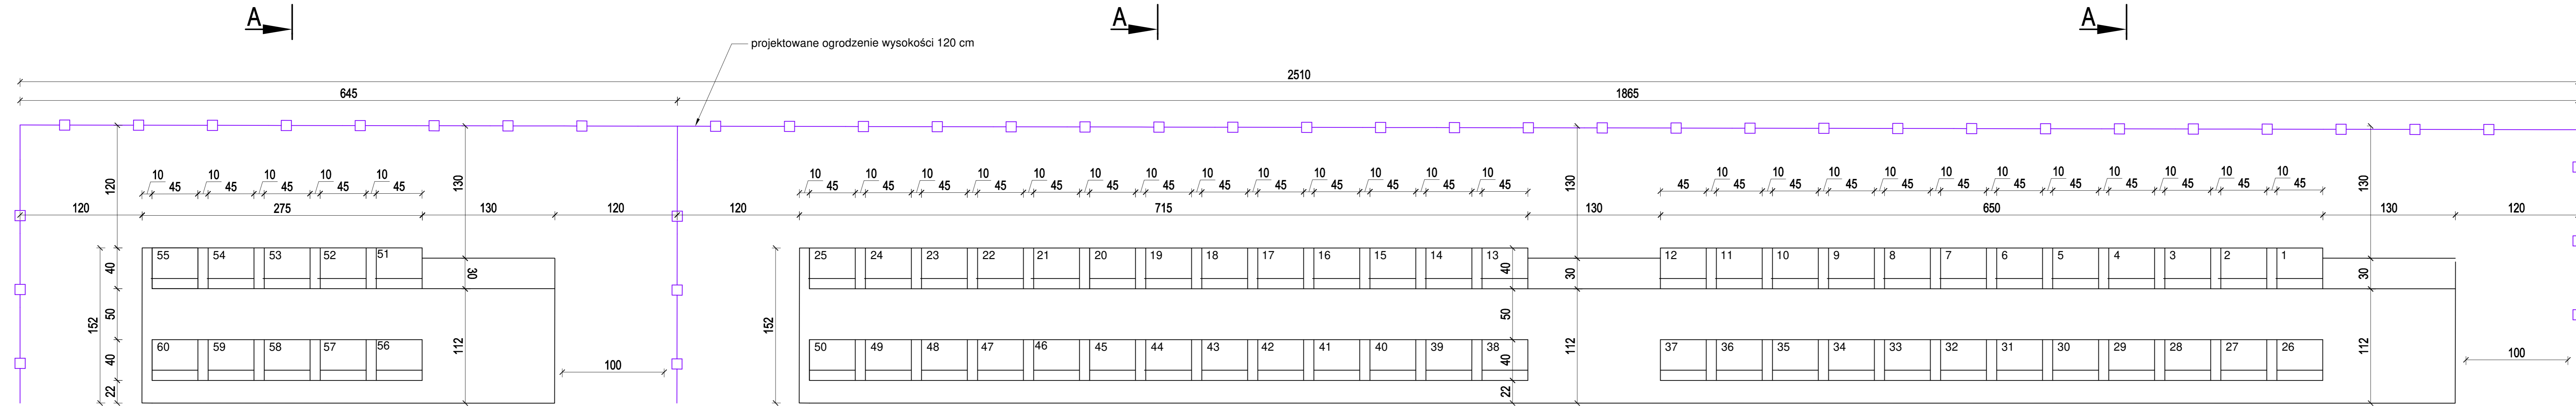 A A A
projektowane ogrodzenie wysokości 120 cm
2510
645 1865
10 10 10 10 10 10 10 10 10 10 10 10 10 10 10 10 10 10 10 10 10 10 10 10 10 10 10 10 10
45 45 45 45 45 45 45 45 45 45 45 45 45 45 45 45 45 45 45 45 45 45 45 45 45 45 45 45 45 45
120 130 130 130
120 275 130 120 120 715 130 650 130 120
55 54 53 52 51 25 24 23 22 21 20 19 18 17 16 15 14 13 12 11 10 9 8 7 6 5 4 3 2 1
40 30 40 30 30
152 50 112 152 50 112 112
60 59 58 57 56 50 49 48 47 46 45 44 43 42 41 40 39 38 37 36 35 34 33 32 31 30 29 28 27 26
40 100 40 100
22 22